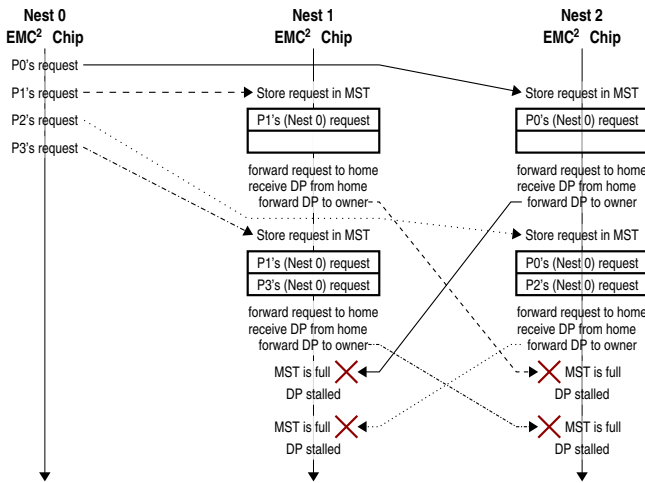 Nest 0
EMC² Chip
P0's request
P1's request
P2's request
P3's request
Nest 1
EMC² Chip
Store request in MST
P1's (Nest 0) request
forward request to home
receive DP from home
forward DP to owner
Store request in MST
P1's (Nest 0) request
P3's (Nest 0) request
forward request to home
receive DP from home
forward DP to owner
MST is full
DP stalled
MST is full
DP stalled
Nest 2
EMC² Chip
Store request in MST
P0's (Nest 0) request
forward request to home
receive DP from home
forward DP to owner
Store request in MST
P0's (Nest 0) request
P2's (Nest 0) request
forward request to home
receive DP from home
forward DP to owner
MST is full
DP stalled
MST is full
DP stalled